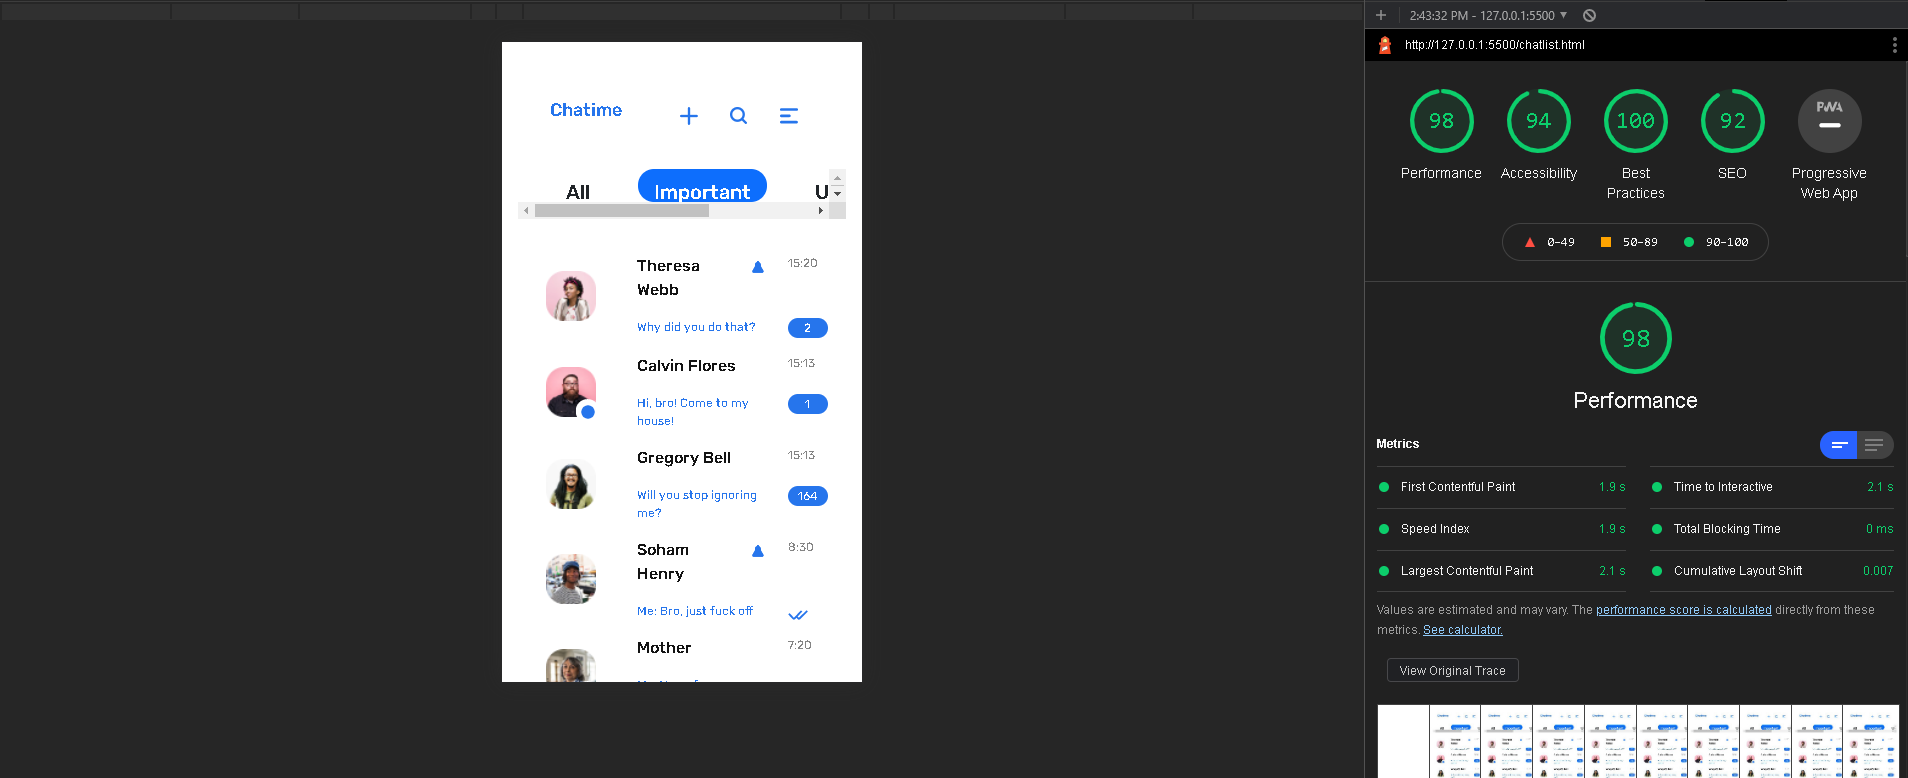 Chatime
All
Important
U
Theresa
Webb
15:20
Why did you do that?
2
Calvin Flores
15:13
Hi, bro! Come to my
house!
1
Gregory Bell
15:13
Will you stop ignoring
me?
164
Soham
Henry
8:30
Me: Bro, just fuck off
Mother
7:20
2:43:32 PM - 127.0.0.1:5500
http://127.0.0.1:5500/chatlist.html
98
Performance
94
Accessibility
100
Best
Practices
92
SEO
PWA
Progressive
Web App
0–49
50–89
90–100
98
Performance
Metrics
First Contentful Paint 1.9 s
Time to Interactive 2.1 s
Speed Index 1.9 s
Total Blocking Time 0 ms
Largest Contentful Paint 2.1 s
Cumulative Layout Shift 0.007
Values are estimated and may vary. The performance score is calculated directly from these
metrics. See calculator.
View Original Trace